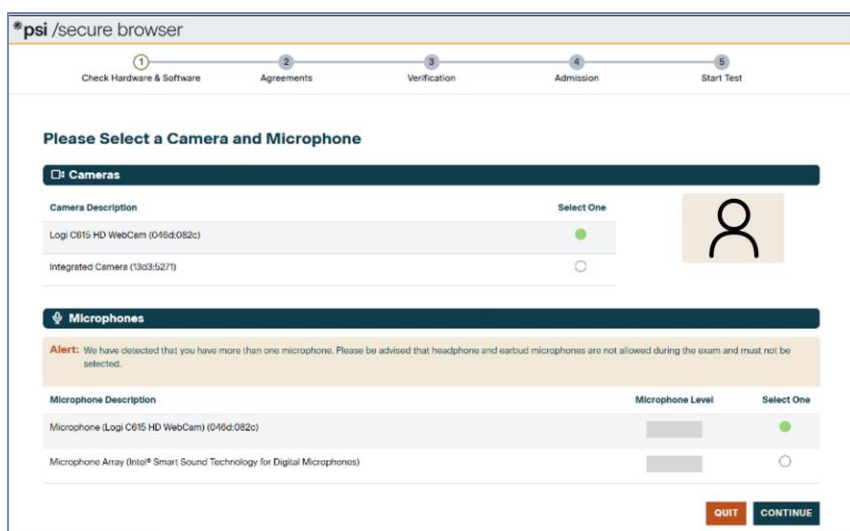 *psi /secure browser
1 2 3 4 5
Check Hardware & Software Agreements Verification Admission Start Test
Please Select a Camera and Microphone
Cameras
Camera Description Select One
Logi C615 HD WebCam (046d:082c)
Integrated Camera (13d3:5271)
Microphones
Alert: We have detected that you have more than one microphone. Please be advised that headphone and earbud microphones are not allowed during the exam and must not be
selected.
Microphone Description Microphone Level Select One
Microphone (Logi C615 HD WebCam) (046d:082c)
Microphone Array (Intel® Smart Sound Technology for Digital Microphones)
QUIT CONTINUE